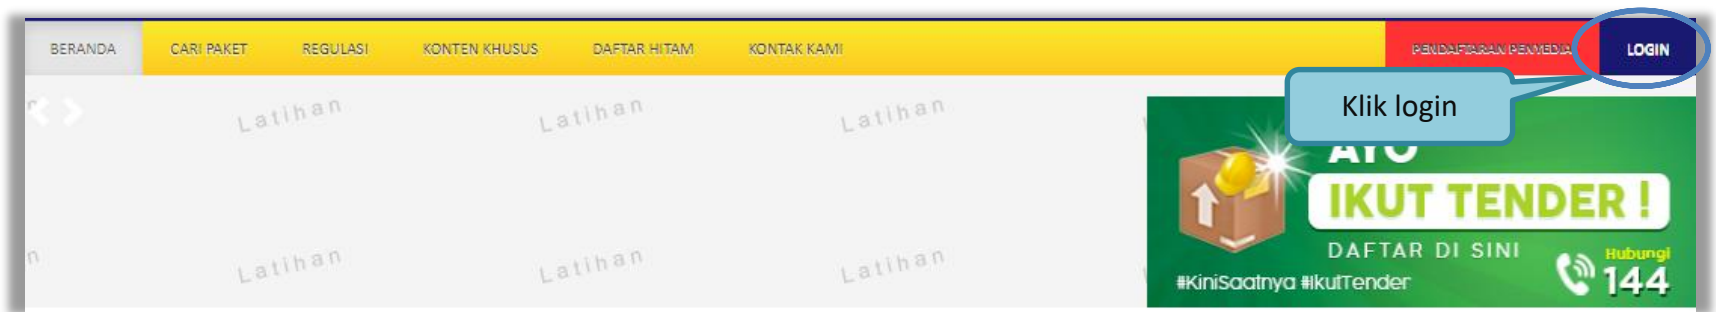 BERANDA CARI PAKET REGULASI KONTEN KHUSUS DAFTAR HITAM KONTAK KAMI PENDAFTARAN PENYEDIA LOGIN
Klik login
Latihan Latihan Latihan
AYO
IKUT TENDER !
DAFTAR DI SINI
Hubungi
144
#KiniSaatnya #IkutTender
Latihan Latihan Latihan